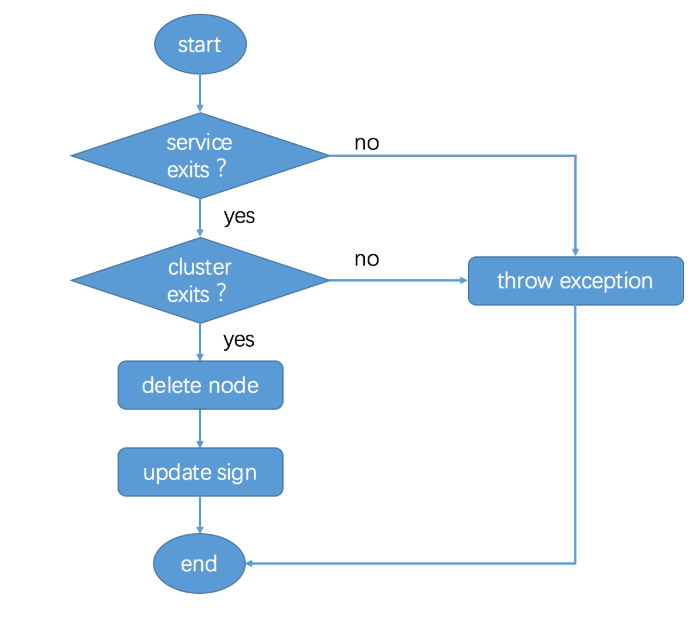 start
service
exits？
no
yes
cluster
exits？
no
throw exception
yes
delete node
update sign
end